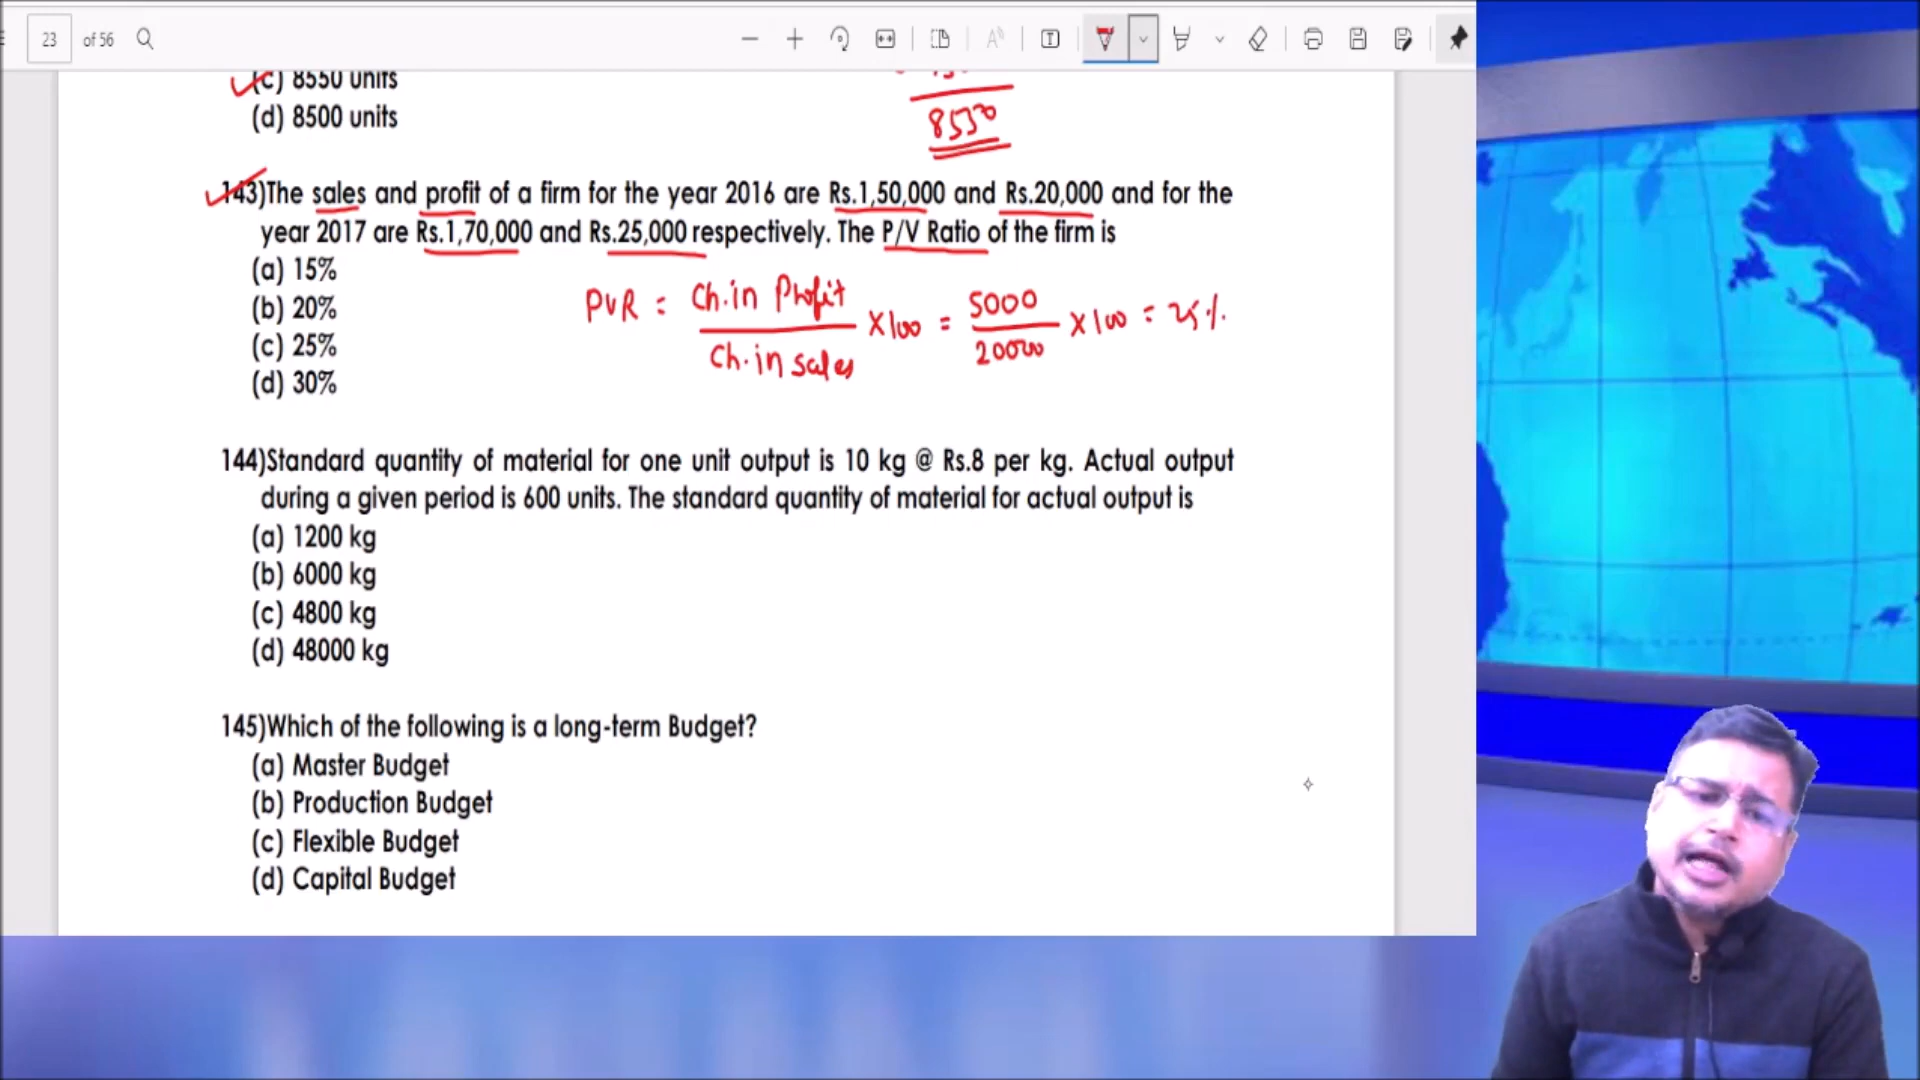 23 of 56
(c) 8550 units
(d) 8500 units
8550
143)The sales and profit of a firm for the year 2016 are Rs.1,50,000 and Rs.20,000 and for the
year 2017 are Rs.1,70,000 and Rs.25,000 respectively. The P/V Ratio of the firm is
(a) 15%
(b) 20%
(c) 25%
(d) 30%
PVR = Ch.in Profit / Ch.in sales x 100 = 5000 / 20000 x 100 = 25%
144)Standard quantity of material for one unit output is 10 kg @ Rs.8 per kg. Actual output
during a given period is 600 units. The standard quantity of material for actual output is
(a) 1200 kg
(b) 6000 kg
(c) 4800 kg
(d) 48000 kg
145)Which of the following is a long-term Budget?
(a) Master Budget
(b) Production Budget
(c) Flexible Budget
(d) Capital Budget